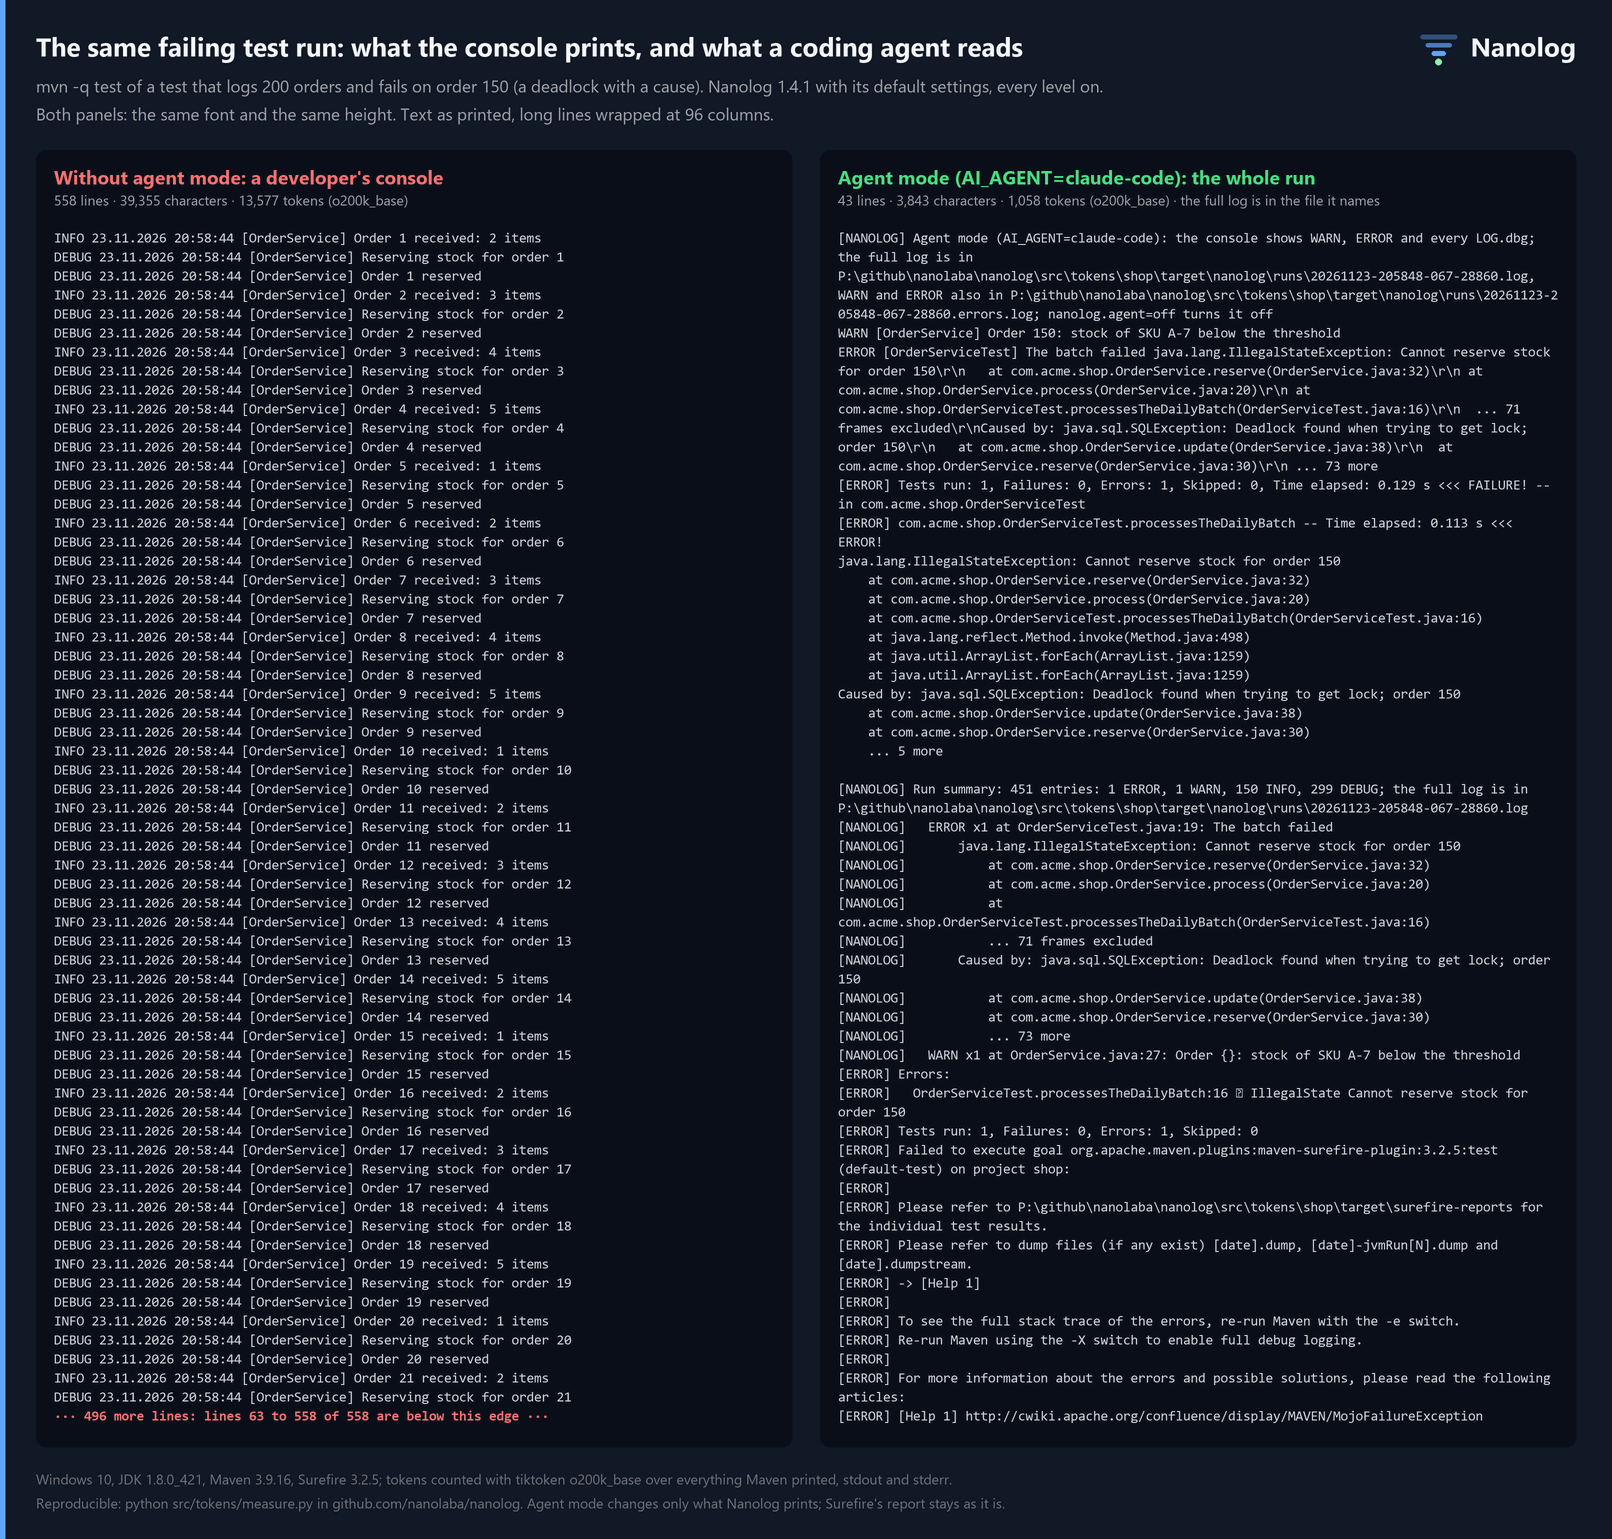 The same failing test run: what the console prints, and what a coding agent reads
Nanolog
mvn -q test of a test that logs 200 orders and fails on order 150 (a deadlock with a cause). Nanolog 1.4.1 with its default settings, every level on.
Both panels: the same font and the same height. Text as printed, long lines wrapped at 96 columns.
Without agent mode: a developer's console
558 lines · 39,355 characters · 13,577 tokens (o200k_base)
INFO 23.11.2026 20:58:44 [OrderService] Order 1 received: 2 items
DEBUG 23.11.2026 20:58:44 [OrderService] Reserving stock for order 1
DEBUG 23.11.2026 20:58:44 [OrderService] Order 1 reserved
INFO 23.11.2026 20:58:44 [OrderService] Order 2 received: 3 items
DEBUG 23.11.2026 20:58:44 [OrderService] Reserving stock for order 2
DEBUG 23.11.2026 20:58:44 [OrderService] Order 2 reserved
INFO 23.11.2026 20:58:44 [OrderService] Order 3 received: 4 items
DEBUG 23.11.2026 20:58:44 [OrderService] Reserving stock for order 3
DEBUG 23.11.2026 20:58:44 [OrderService] Order 3 reserved
INFO 23.11.2026 20:58:44 [OrderService] Order 4 received: 5 items
DEBUG 23.11.2026 20:58:44 [OrderService] Reserving stock for order 4
DEBUG 23.11.2026 20:58:44 [OrderService] Order 4 reserved
INFO 23.11.2026 20:58:44 [OrderService] Order 5 received: 1 items
DEBUG 23.11.2026 20:58:44 [OrderService] Reserving stock for order 5
DEBUG 23.11.2026 20:58:44 [OrderService] Order 5 reserved
INFO 23.11.2026 20:58:44 [OrderService] Order 6 received: 2 items
DEBUG 23.11.2026 20:58:44 [OrderService] Reserving stock for order 6
DEBUG 23.11.2026 20:58:44 [OrderService] Order 6 reserved
INFO 23.11.2026 20:58:44 [OrderService] Order 7 received: 3 items
DEBUG 23.11.2026 20:58:44 [OrderService] Reserving stock for order 7
DEBUG 23.11.2026 20:58:44 [OrderService] Order 7 reserved
INFO 23.11.2026 20:58:44 [OrderService] Order 8 received: 4 items
DEBUG 23.11.2026 20:58:44 [OrderService] Reserving stock for order 8
DEBUG 23.11.2026 20:58:44 [OrderService] Order 8 reserved
INFO 23.11.2026 20:58:44 [OrderService] Order 9 received: 5 items
DEBUG 23.11.2026 20:58:44 [OrderService] Reserving stock for order 9
DEBUG 23.11.2026 20:58:44 [OrderService] Order 9 reserved
INFO 23.11.2026 20:58:44 [OrderService] Order 10 received: 1 items
DEBUG 23.11.2026 20:58:44 [OrderService] Reserving stock for order 10
DEBUG 23.11.2026 20:58:44 [OrderService] Order 10 reserved
INFO 23.11.2026 20:58:44 [OrderService] Order 11 received: 2 items
DEBUG 23.11.2026 20:58:44 [OrderService] Reserving stock for order 11
DEBUG 23.11.2026 20:58:44 [OrderService] Order 11 reserved
INFO 23.11.2026 20:58:44 [OrderService] Order 12 received: 3 items
DEBUG 23.11.2026 20:58:44 [OrderService] Reserving stock for order 12
DEBUG 23.11.2026 20:58:44 [OrderService] Order 12 reserved
INFO 23.11.2026 20:58:44 [OrderService] Order 13 received: 4 items
DEBUG 23.11.2026 20:58:44 [OrderService] Reserving stock for order 13
DEBUG 23.11.2026 20:58:44 [OrderService] Order 13 reserved
INFO 23.11.2026 20:58:44 [OrderService] Order 14 received: 5 items
DEBUG 23.11.2026 20:58:44 [OrderService] Reserving stock for order 14
DEBUG 23.11.2026 20:58:44 [OrderService] Order 14 reserved
INFO 23.11.2026 20:58:44 [OrderService] Order 15 received: 1 items
DEBUG 23.11.2026 20:58:44 [OrderService] Reserving stock for order 15
DEBUG 23.11.2026 20:58:44 [OrderService] Order 15 reserved
INFO 23.11.2026 20:58:44 [OrderService] Order 16 received: 2 items
DEBUG 23.11.2026 20:58:44 [OrderService] Reserving stock for order 16
DEBUG 23.11.2026 20:58:44 [OrderService] Order 16 reserved
INFO 23.11.2026 20:58:44 [OrderService] Order 17 received: 3 items
DEBUG 23.11.2026 20:58:44 [OrderService] Reserving stock for order 17
DEBUG 23.11.2026 20:58:44 [OrderService] Order 17 reserved
INFO 23.11.2026 20:58:44 [OrderService] Order 18 received: 4 items
DEBUG 23.11.2026 20:58:44 [OrderService] Reserving stock for order 18
DEBUG 23.11.2026 20:58:44 [OrderService] Order 18 reserved
INFO 23.11.2026 20:58:44 [OrderService] Order 19 received: 5 items
DEBUG 23.11.2026 20:58:44 [OrderService] Reserving stock for order 19
DEBUG 23.11.2026 20:58:44 [OrderService] Order 19 reserved
INFO 23.11.2026 20:58:44 [OrderService] Order 20 received: 1 items
DEBUG 23.11.2026 20:58:44 [OrderService] Reserving stock for order 20
DEBUG 23.11.2026 20:58:44 [OrderService] Order 20 reserved
INFO 23.11.2026 20:58:44 [OrderService] Order 21 received: 2 items
DEBUG 23.11.2026 20:58:44 [OrderService] Reserving stock for order 21
··· 496 more lines: lines 63 to 558 of 558 are below this edge ···
Agent mode (AI_AGENT=claude-code): the whole run
43 lines · 3,843 characters · 1,058 tokens (o200k_base) · the full log is in the file it names
[NANOLOG] Agent mode (AI_AGENT=claude-code): the console shows WARN, ERROR and every LOG.dbg;
the full log is in
P:\github\nanolaba\nanolog\src\tokens\shop\target\nanolog\runs\20261123-205848-067-28860.log,
WARN and ERROR also in P:\github\nanolaba\nanolog\src\tokens\shop\target\nanolog\runs\20261123-2
05848-067-28860.errors.log; nanolog.agent=off turns it off
WARN [OrderService] Order 150: stock of SKU A-7 below the threshold
ERROR [OrderServiceTest] The batch failed java.lang.IllegalStateException: Cannot reserve stock
for order 150\r\n   at com.acme.shop.OrderService.reserve(OrderService.java:32)\r\n at
com.acme.shop.OrderService.process(OrderService.java:20)\r\n at
com.acme.shop.OrderServiceTest.processesTheDailyBatch(OrderServiceTest.java:16)\r\n  ... 71
frames excluded\r\nCaused by: java.sql.SQLException: Deadlock found when trying to get lock;
order 150\r\n   at com.acme.shop.OrderService.update(OrderService.java:38)\r\n  at
com.acme.shop.OrderService.reserve(OrderService.java:30)\r\n ... 73 more
[ERROR] Tests run: 1, Failures: 0, Errors: 1, Skipped: 0, Time elapsed: 0.129 s <<< FAILURE! --
in com.acme.shop.OrderServiceTest
[ERROR] com.acme.shop.OrderServiceTest.processesTheDailyBatch -- Time elapsed: 0.113 s <<<
ERROR!
java.lang.IllegalStateException: Cannot reserve stock for order 150
    at com.acme.shop.OrderService.reserve(OrderService.java:32)
    at com.acme.shop.OrderService.process(OrderService.java:20)
    at com.acme.shop.OrderServiceTest.processesTheDailyBatch(OrderServiceTest.java:16)
    at java.lang.reflect.Method.invoke(Method.java:498)
    at java.util.ArrayList.forEach(ArrayList.java:1259)
    at java.util.ArrayList.forEach(ArrayList.java:1259)
Caused by: java.sql.SQLException: Deadlock found when trying to get lock; order 150
    at com.acme.shop.OrderService.update(OrderService.java:38)
    at com.acme.shop.OrderService.reserve(OrderService.java:30)
    ... 5 more
[NANOLOG] Run summary: 451 entries: 1 ERROR, 1 WARN, 150 INFO, 299 DEBUG; the full log is in
P:\github\nanolaba\nanolog\src\tokens\shop\target\nanolog\runs\20261123-205848-067-28860.log
[NANOLOG]   ERROR x1 at OrderServiceTest.java:19: The batch failed
[NANOLOG]       java.lang.IllegalStateException: Cannot reserve stock for order 150
[NANOLOG]           at com.acme.shop.OrderService.reserve(OrderService.java:32)
[NANOLOG]           at com.acme.shop.OrderService.process(OrderService.java:20)
[NANOLOG]           at
com.acme.shop.OrderServiceTest.processesTheDailyBatch(OrderServiceTest.java:16)
[NANOLOG]           ... 71 frames excluded
[NANOLOG]       Caused by: java.sql.SQLException: Deadlock found when trying to get lock; order
150
[NANOLOG]           at com.acme.shop.OrderService.update(OrderService.java:38)
[NANOLOG]           at com.acme.shop.OrderService.reserve(OrderService.java:30)
[NANOLOG]           ... 73 more
[NANOLOG]   WARN x1 at OrderService.java:27: Order {}: stock of SKU A-7 below the threshold
[ERROR] Errors:
[ERROR]   OrderServiceTest.processesTheDailyBatch:16 � IllegalState Cannot reserve stock for
order 150
[ERROR] Tests run: 1, Failures: 0, Errors: 1, Skipped: 0
[ERROR] Failed to execute goal org.apache.maven.plugins:maven-surefire-plugin:3.2.5:test
(default-test) on project shop:
[ERROR]
[ERROR] Please refer to P:\github\nanolaba\nanolog\src\tokens\shop\target\surefire-reports for
the individual test results.
[ERROR] Please refer to dump files (if any exist) [date].dump, [date]-jvmRun[N].dump and
[date].dumpstream.
[ERROR] -> [Help 1]
[ERROR]
[ERROR] To see the full stack trace of the errors, re-run Maven with the -e switch.
[ERROR] Re-run Maven using the -X switch to enable full debug logging.
[ERROR]
[ERROR] For more information about the errors and possible solutions, please read the following
articles:
[ERROR] [Help 1] http://cwiki.apache.org/confluence/display/MAVEN/MojoFailureException
Windows 10, JDK 1.8.0_421, Maven 3.9.16, Surefire 3.2.5; tokens counted with tiktoken o200k_base over everything Maven printed, stdout and stderr.
Reproducible: python src/tokens/measure.py in github.com/nanolaba/nanolog. Agent mode changes only what Nanolog prints; Surefire's report stays as it is.